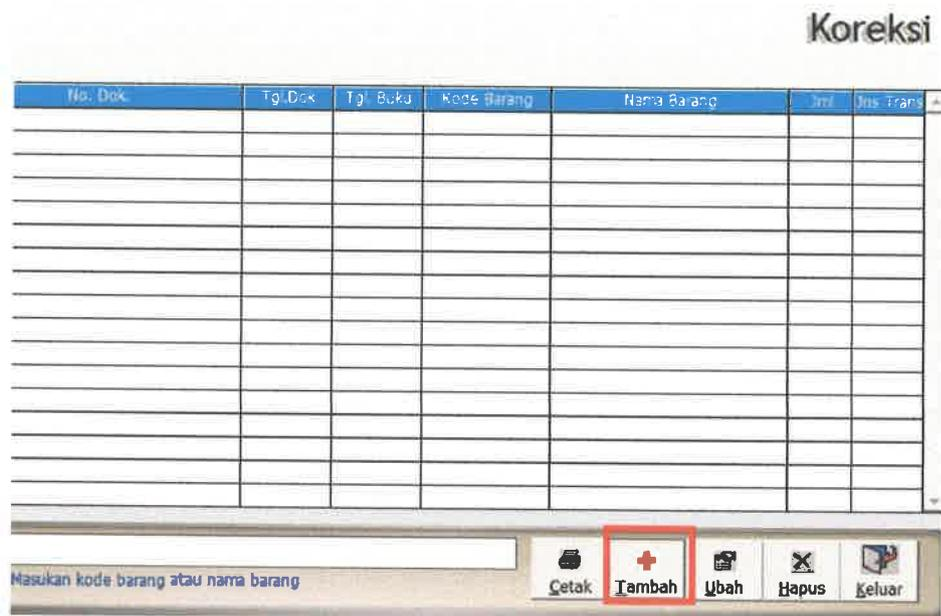 Koreksi
No. Dok. Tgl.Dok Tgl. Buku Kode Barang Nama Barang Jml Jns Trans
Masukan kode barang atau nama barang
Cetak Tambah Ubah Hapus Keluar